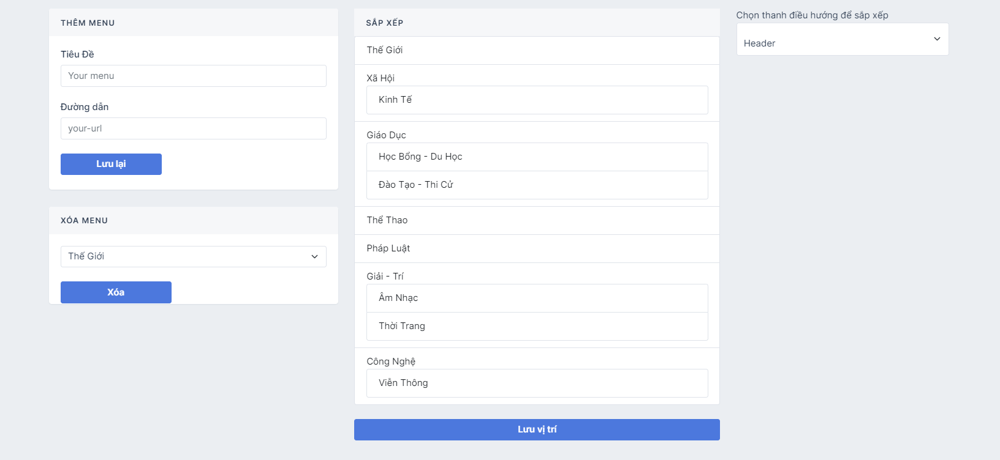 THÊM MENU
Tiêu Đề
Your menu
Đường dẫn
your-url
Lưu lại
XÓA MENU
Thế Giới
Xóa
SẮP XẾP
Thế Giới
Xã Hội
Kinh Tế
Giáo Dục
Học Bổng - Du Học
Đào Tạo - Thi Cử
Thể Thao
Pháp Luật
Giải - Trí
Âm Nhạc
Thời Trang
Công Nghệ
Viễn Thông
Lưu vị trí
Chọn thanh điều hướng để sắp xếp
Header